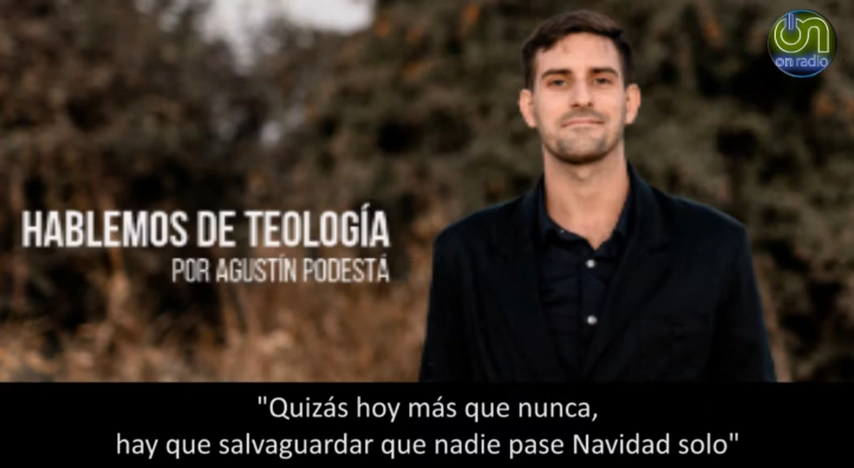 on radio
HABLEMOS DE TEOLOGÍA
POR AGUSTÍN PODESTÁ
"Quizás hoy más que nunca,
hay que salvaguardar que nadie pase Navidad solo"